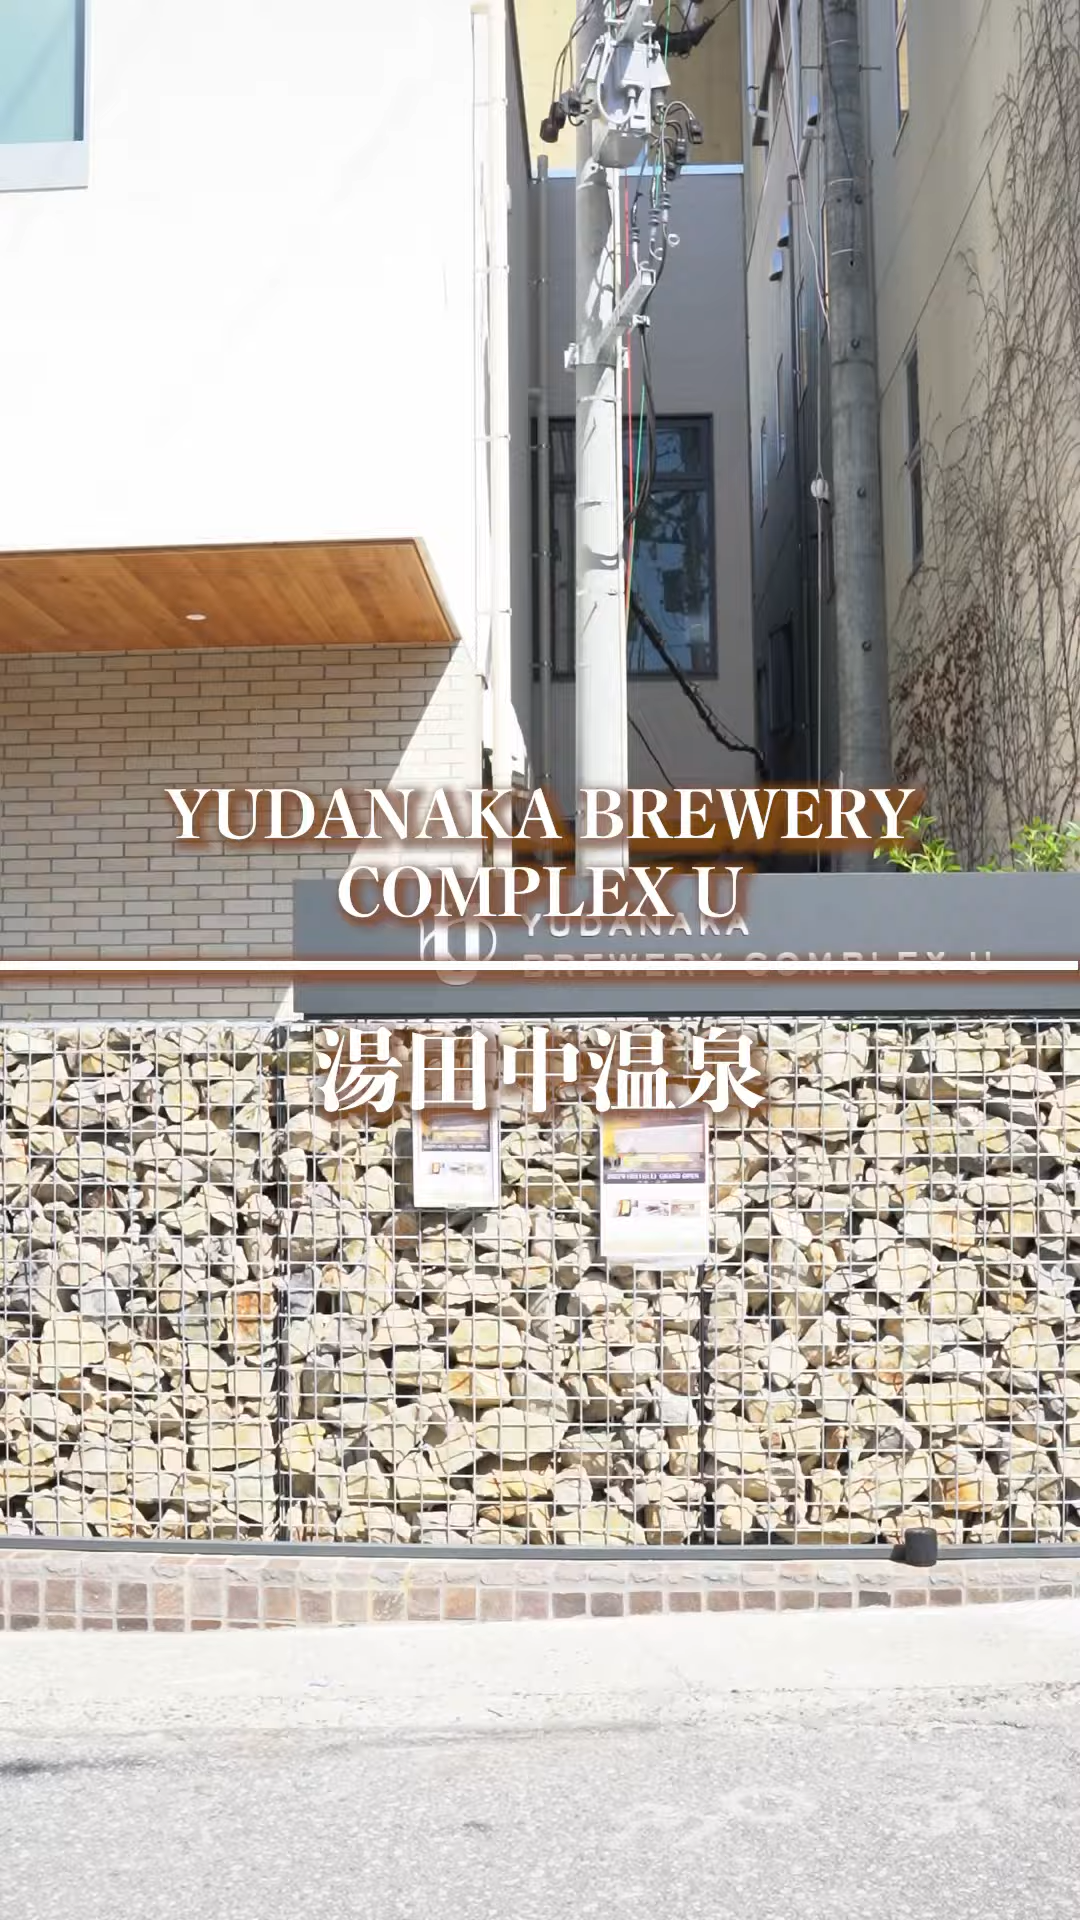 YUDANAKA BREWERY
COMPLEX U
YUDANAKA
BREWERY COMPLEX U
湯田中温泉
GRAND OPEN